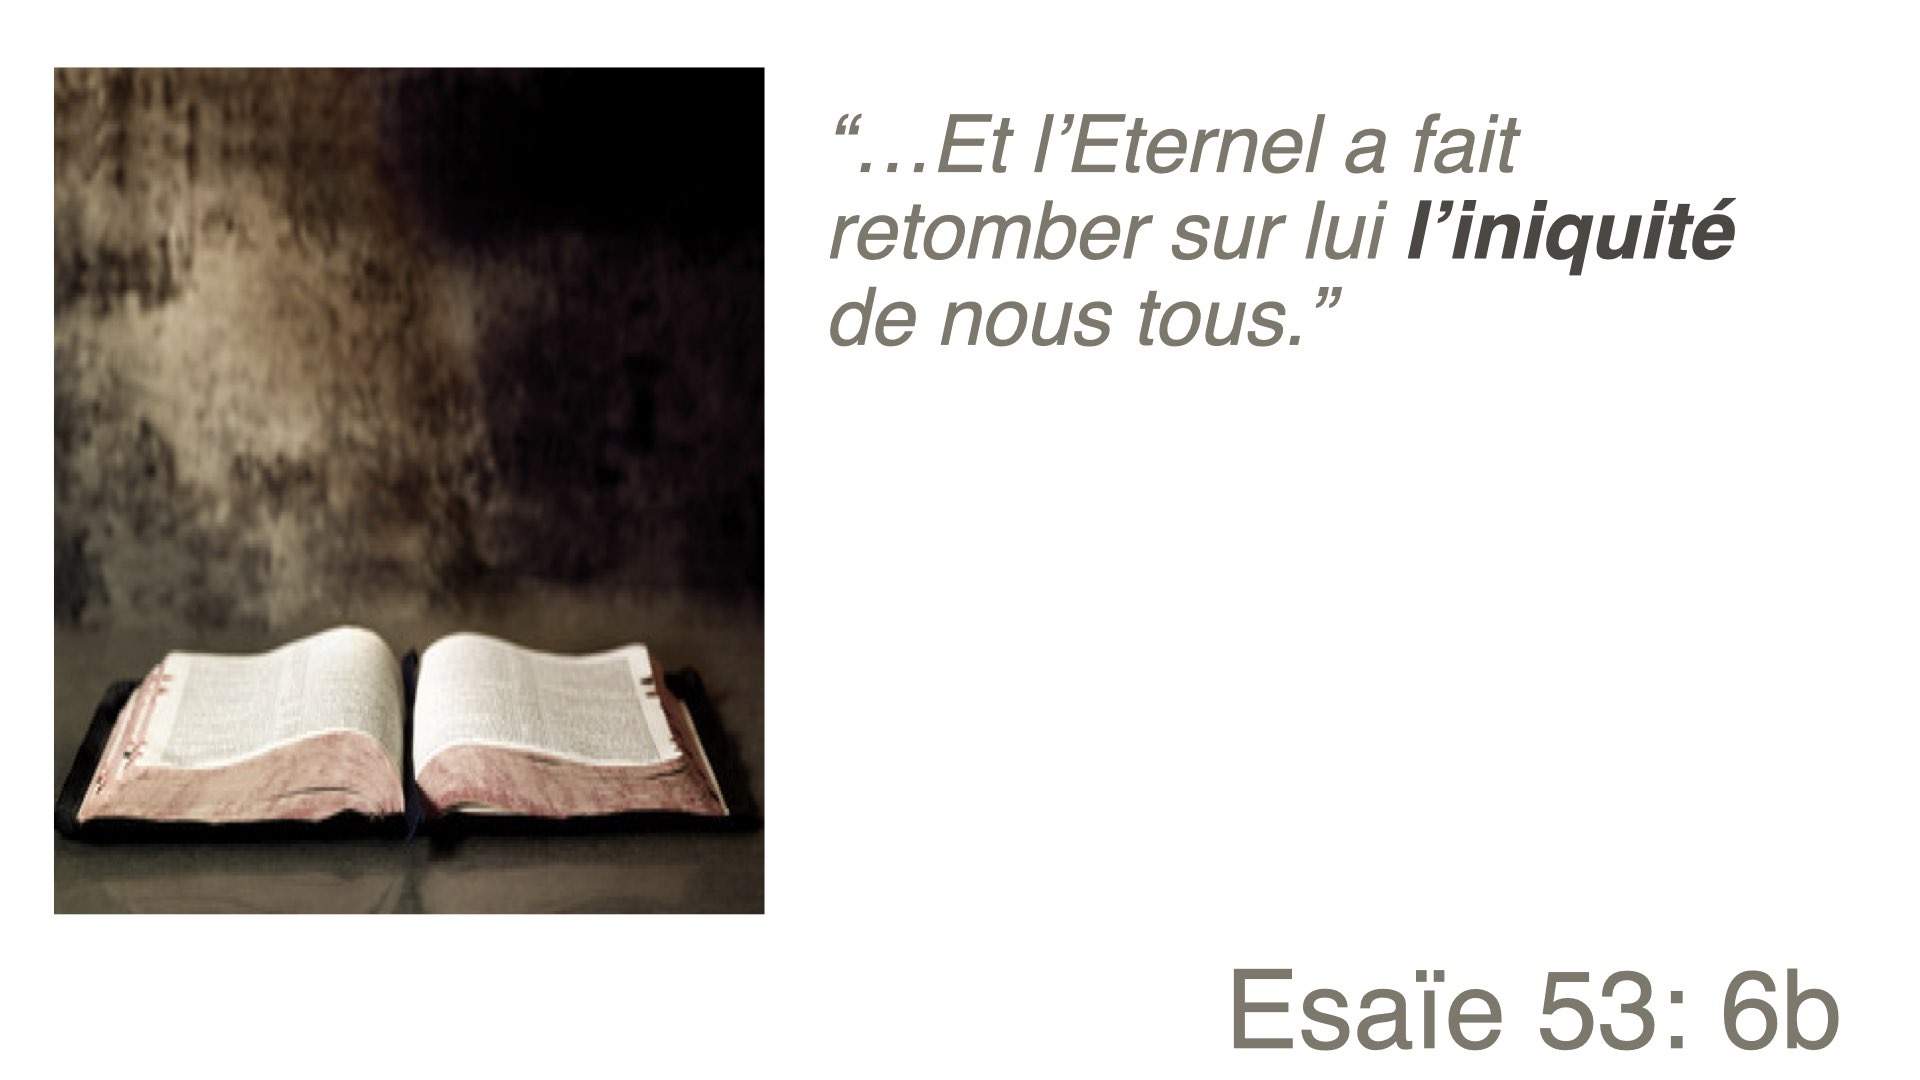 “…Et l’Eternel a fait
retomber sur lui l’iniquité
de nous tous.”
Esaïe 53: 6b